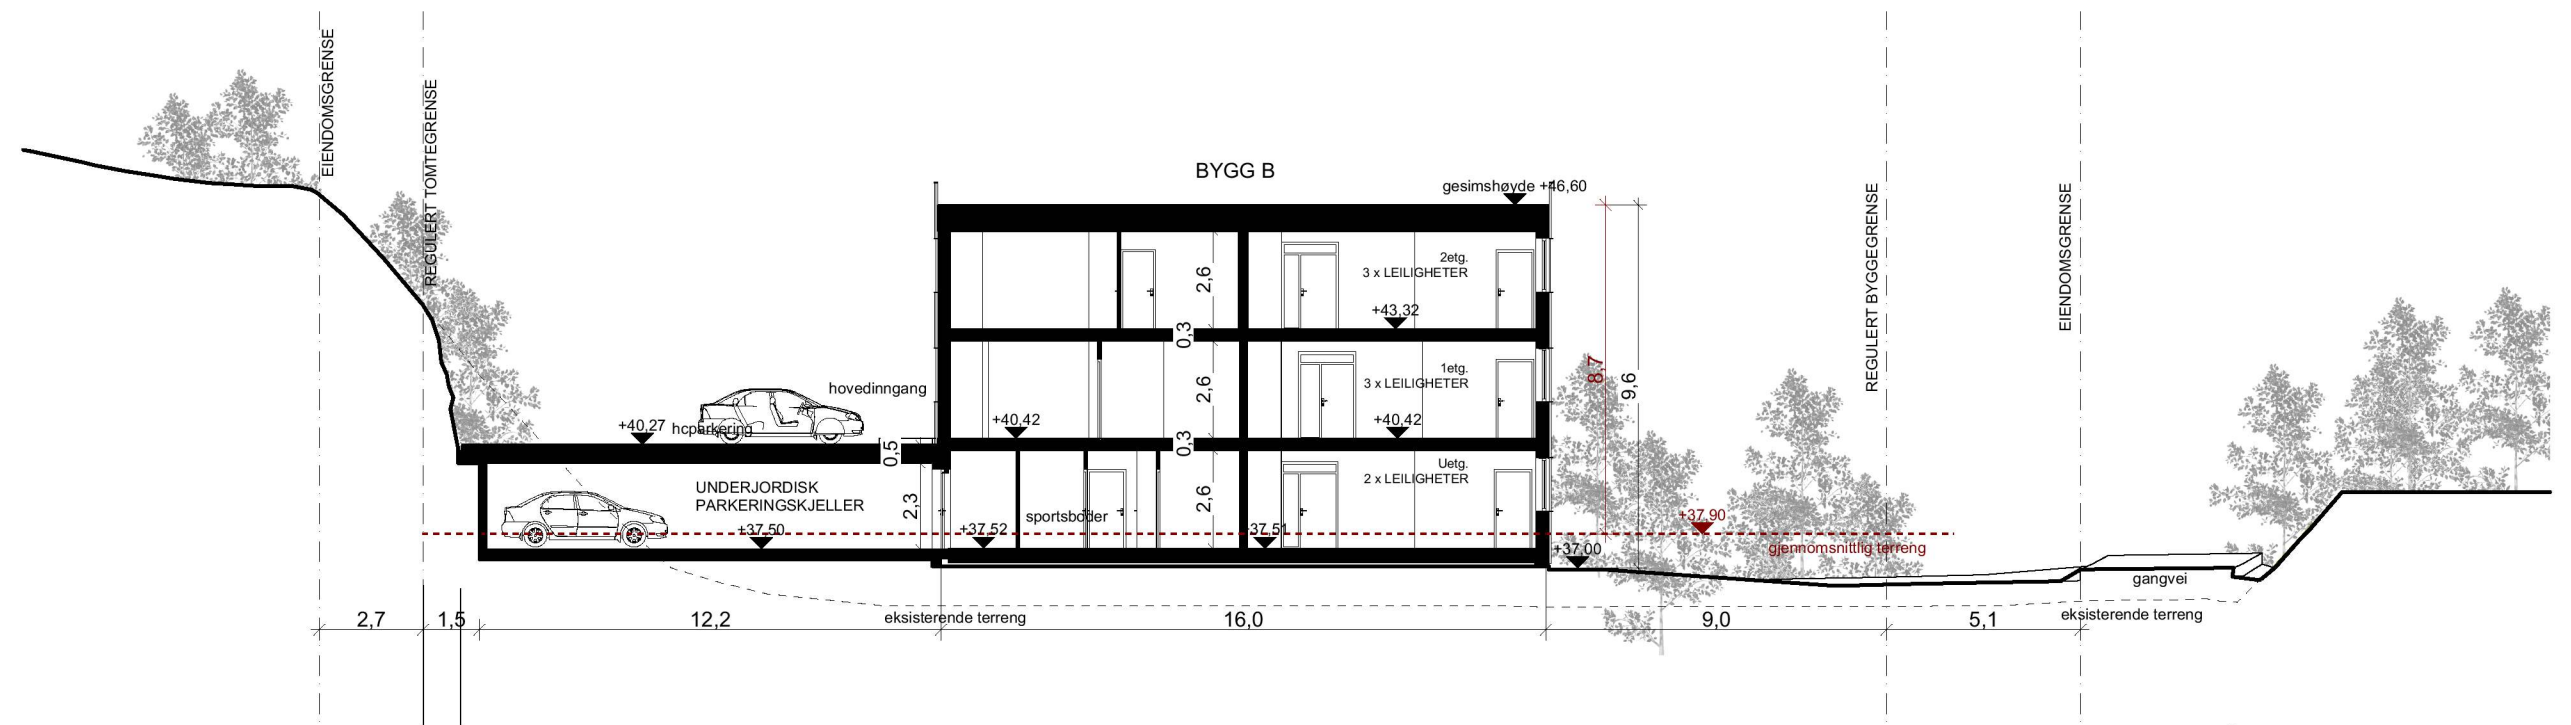 EIENDOMSGRENSE
REGULERT TOMTEGRENSE
BYGG B
gesimshøyde +46,60
REGULERT BYGGEGRENSE
EIENDOMSGRENSE
2etg.
3 x LEILIGHETER
2,6
+43,32
0,3
8,7
9,6
1etg.
3 x LEILIGHETER
2,6
hovedinngang
+40,27
hcparkering
+40,42
+40,42
0,3
0,5
Uetg.
2 x LEILIGHETER
UNDERJORDISK
PARKERINGSKJELLER
2,3
2,6
sportsboder
+37,50
+37,52
+37,51
+37,90
gjennomsnittlig terreng
+37,00
gangvei
eksisterende terreng
eksisterende terreng
2,7
1,5
12,2
16,0
9,0
5,1